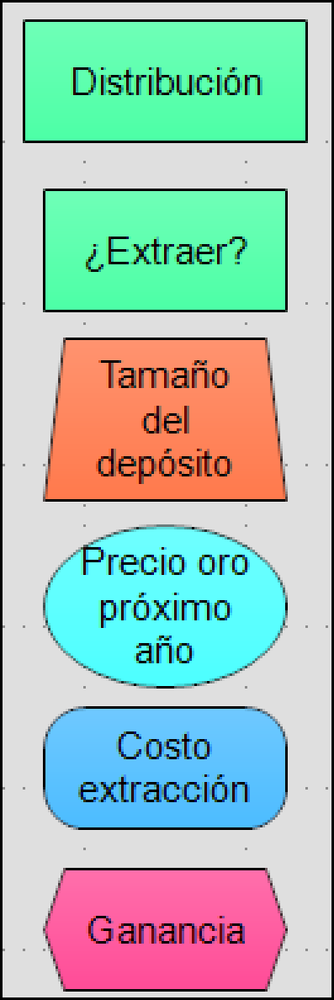 Distribución
¿Extraer?
Tamaño
del
depósito
Precio oro
próximo
año
Costo
extracción
Ganancia